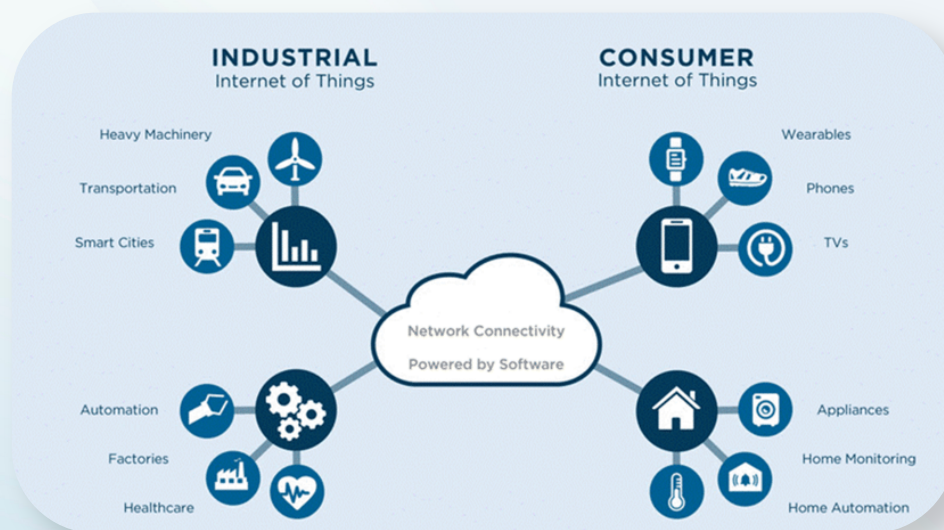 INDUSTRIAL
Internet of Things
Heavy Machinery
Transportation
Smart Cities
CONSUMER
Internet of Things
Wearables
Phones
TVs
Network Connectivity
Powered by Software
Automation
Factories
Healthcare
Appliances
Home Monitoring
Home Automation